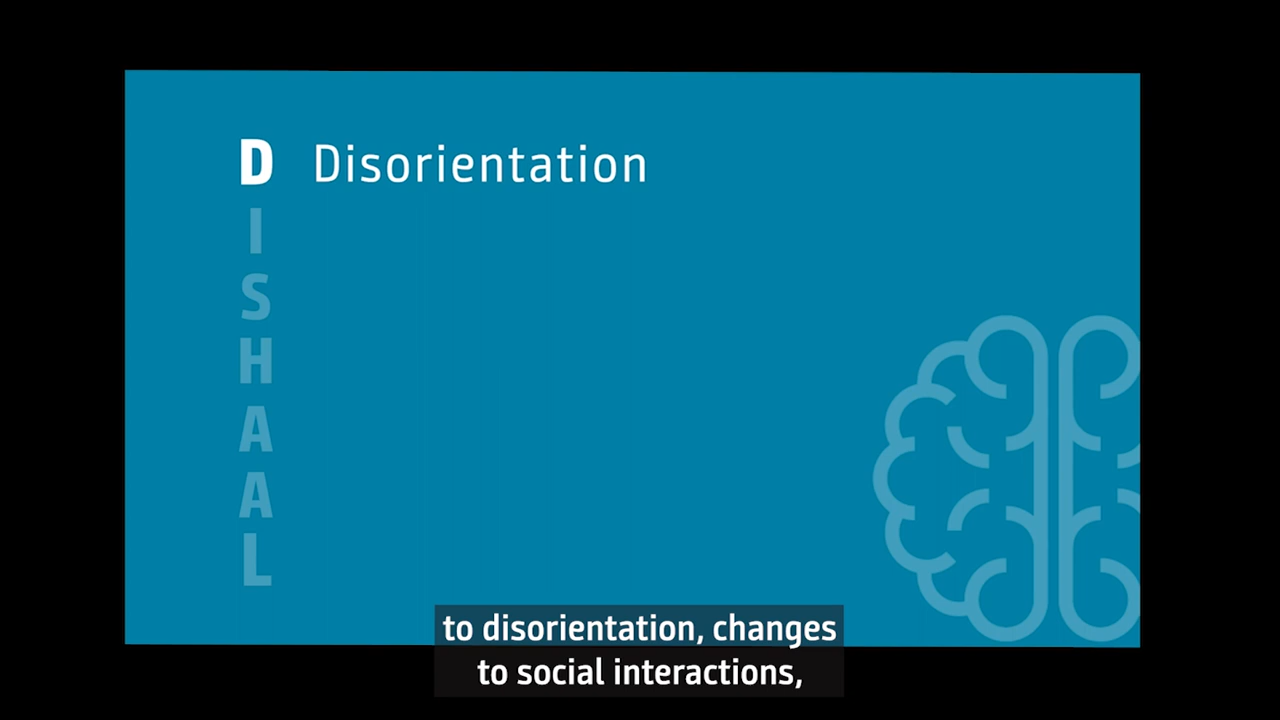 D Disorientation
I
S
H
A
A
L
to disorientation, changes
to social interactions,